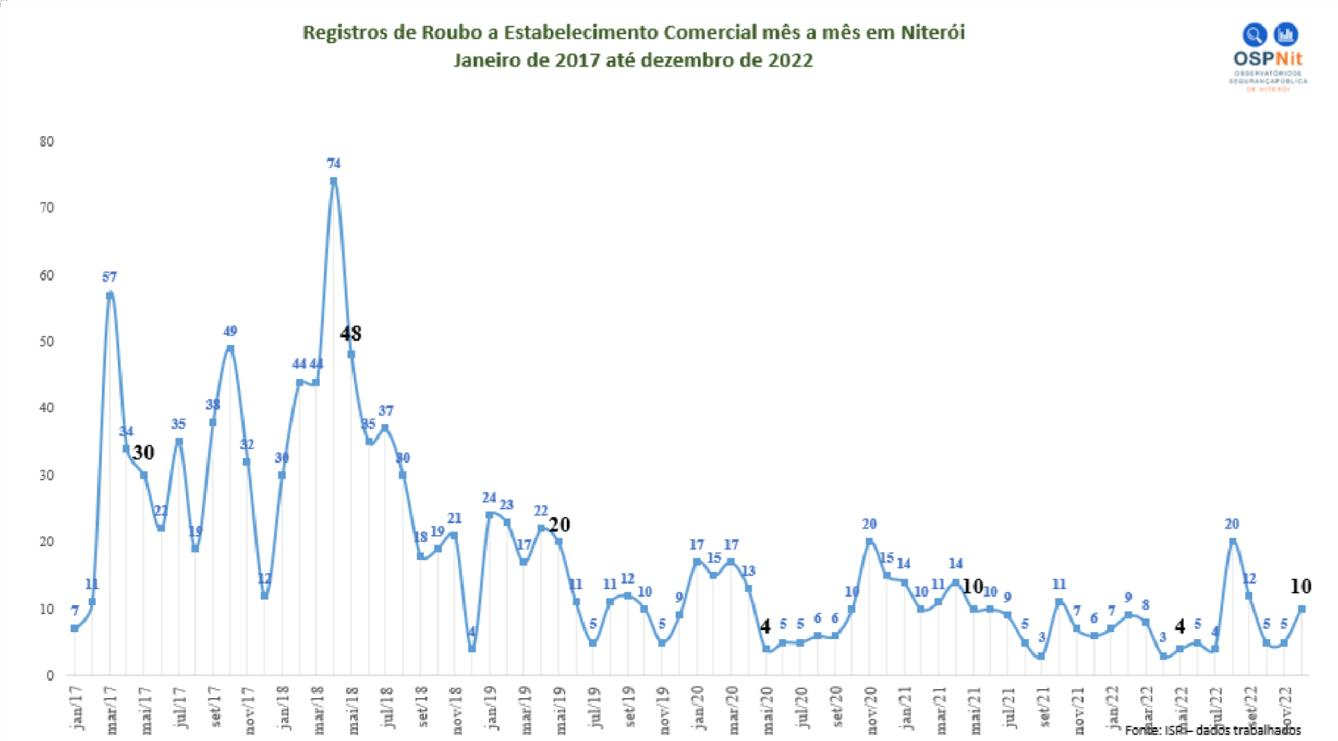 Registros de Roubo a Estabelecimento Comercial mês a mês em Niterói
Janeiro de 2017 até dezembro de 2022
OSPNit
OBSERVATÓRIO DE
SEGURANÇA PÚBLICA
DE NITERÓI
80
70
60
50
40
30
20
10
0
7 11 57 34 30 22 35 19 38 49 32 12
30 44 44 74 48 35 37 30 18 19 21 4
24 23 17 22 20 11 5 11 12 10 5 9
17 15 17 13 4 5 5 6 6 10 20 15
14 10 11 14 10 10 9 5 3 11 7 6
7 9 8 3 4 5 4 20 12 5 5 10
jan/17 mar/17 mai/17 jul/17 set/17 nov/17 jan/18 mar/18 mai/18 jul/18 set/18 nov/18 jan/19 mar/19 mai/19 jul/19 set/19 nov/19 jan/20 mar/20 mai/20 jul/20 set/20 nov/20 jan/21 mar/21 mai/21 jul/21 set/21 nov/21 jan/22 mar/22 mai/22 jul/22 set/22 nov/22
Fonte: ISP – dados trabalhados